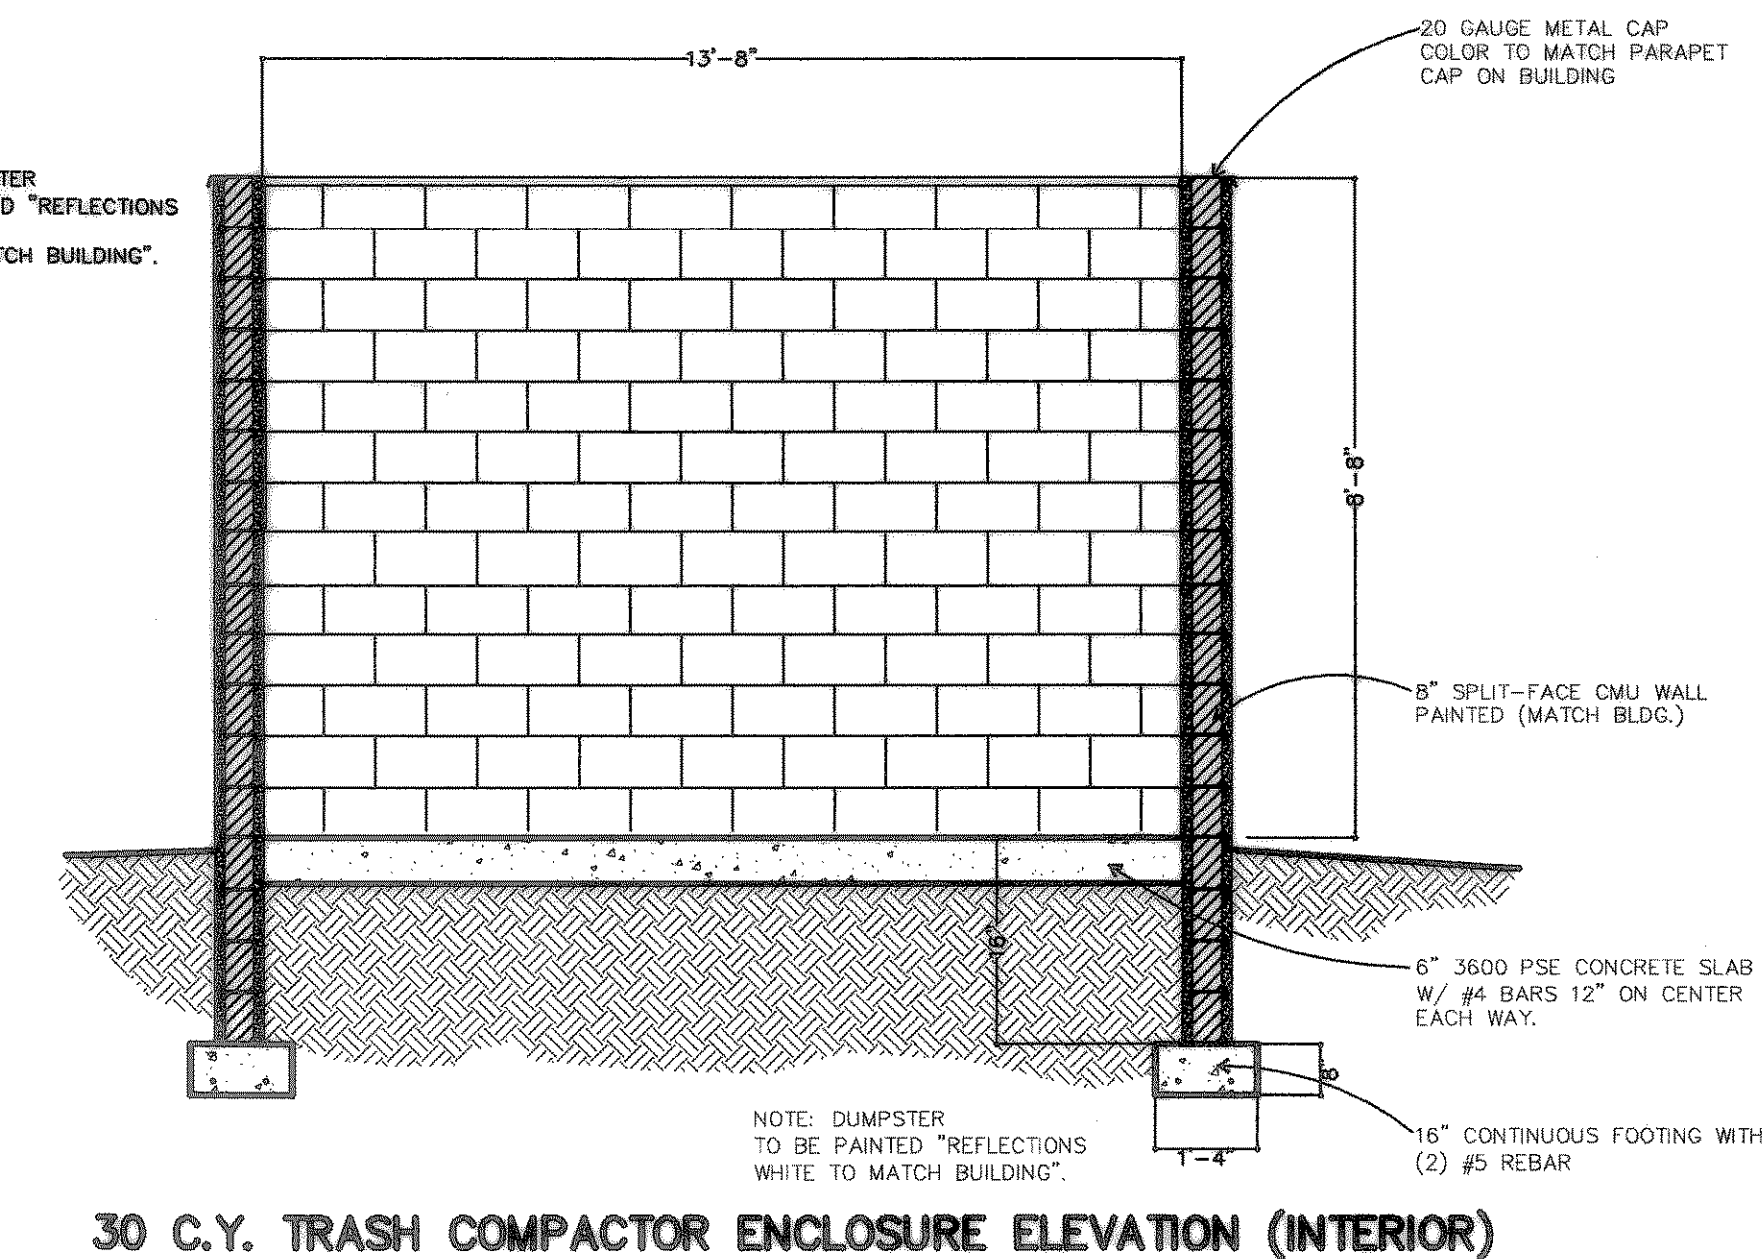 13'-8"
20 GAUGE METAL CAP
COLOR TO MATCH PARAPET
CAP ON BUILDING
TER
D "REFLECTIONS
TCH BUILDING".
8'-8"
8" SPLIT-FACE CMU WALL
PAINTED (MATCH BLDG.)
16"
6" 3600 PSE CONCRETE SLAB
W/ #4 BARS 12" ON CENTER
EACH WAY.
8"
1'-4"
16" CONTINUOUS FOOTING WITH
(2) #5 REBAR
NOTE: DUMPSTER
TO BE PAINTED "REFLECTIONS
WHITE TO MATCH BUILDING".
30 C.Y. TRASH COMPACTOR ENCLOSURE ELEVATION (INTERIOR)